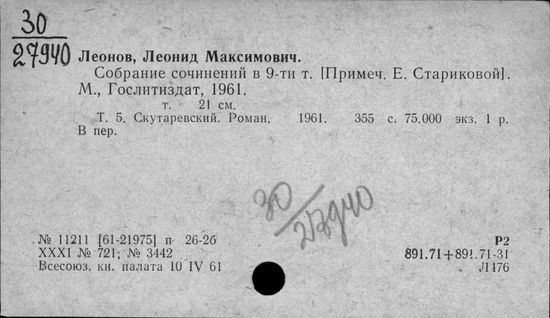 30
27940
Леонов, Леонид Максимович.
Собрание сочинений в 9-ти т. [Примеч. Е. Стариковой].
М., Гослитиздат, 1961.
т. 21 см.
Т. 5. Скутаревский. Роман. 1961. 355 с. 75.000 экз. 1 р.
В пер.
30
27940
№ 11211 [61-21975] п 26-2б
XXXI № 721; № 3442
Всесоюз. кн. палата 10 IV 61
Р2
891.71+891.71-31
Л476